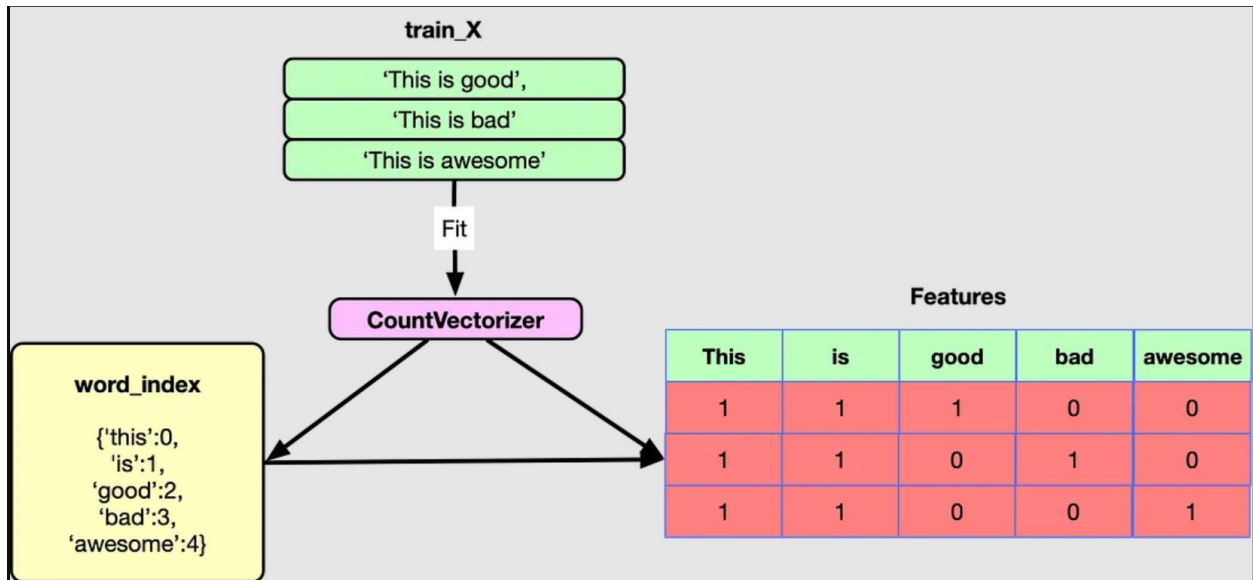 train_X
‘This is good’,
‘This is bad’
‘This is awesome’
Fit
CountVectorizer
word_index
{'this':0,
'is’:1,
‘good’:2,
‘bad’:3,
‘awesome’:4}
Features
This is good bad awesome
1 1 1 0 0
1 1 0 1 0
1 1 0 0 1